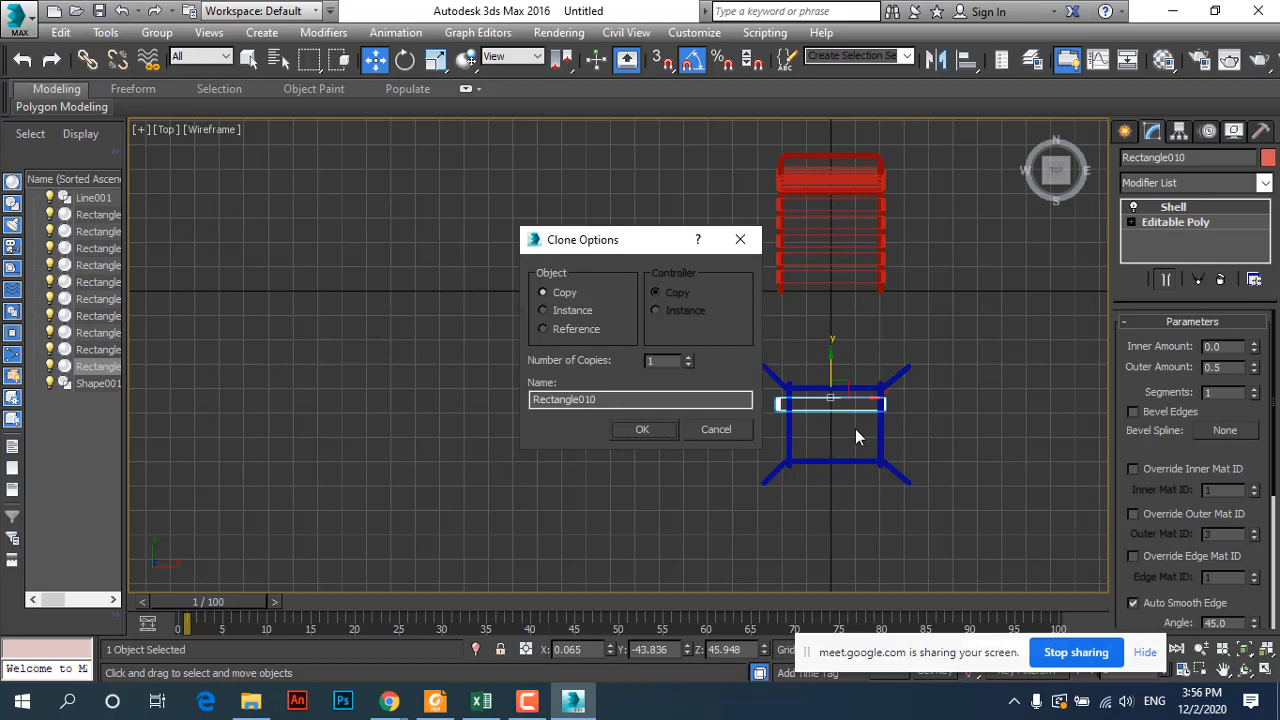 MAX
Workspace: Default
Autodesk 3ds Max 2016 Untitled
Type a keyword or phrase
Sign In
Edit Tools Group Views Create Modifiers Animation Graph Editors Rendering Civil View Customize Scripting Help
All
View
3
Create Selection Se
Modeling Freeform Selection Object Paint Populate
Polygon Modeling
Select Display
[+] [Top] [Wireframe]
Name (Sorted Ascen
Line001
Rectangle
Rectangle
Rectangle
Rectangle
Rectangle
Rectangle
Rectangle
Rectangle
Rectangle
Rectangle
Shape001
N
W TOP E
S
y
Clone Options ?
Object
Copy
Instance
Reference
Controller
Copy
Instance
Number of Copies: 1
Name:
Rectangle010
OK Cancel
Rectangle010
Modifier List
Shell
Editable Poly
Parameters
Inner Amount: 0.0
Outer Amount: 0.5
Segments: 1
Bevel Edges
Bevel Spline: None
Override Inner Mat ID
Inner Mat ID: 1
Override Outer Mat ID
Outer Mat ID: 3
Override Edge Mat ID
Edge Mat ID: 1
Auto Smooth Edge
Angle: 45.0
1 / 100
0 5 10 15 20 25 30 35 40 45 50 55 60 65 70 75 80 85 90 95 100
1 Object Selected
X: 0.065 Y: -43.836 Z: 45.948
Welcome to M
Click and drag to select and move objects
meet.google.com is sharing your screen. Stop sharing Hide
An Ps
ENG
3:56 PM
12/2/2020